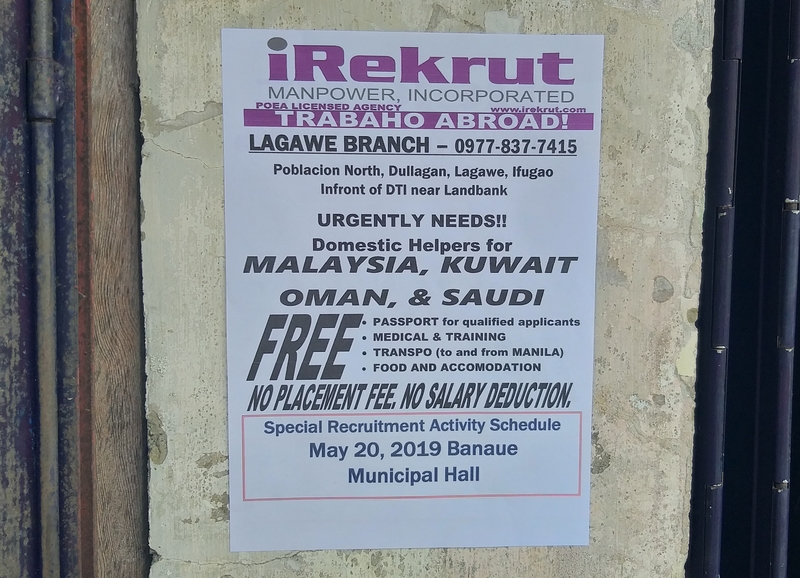 iRekrut
MANPOWER, INCORPORATED
POEA LICENSED AGENCY www.irekrut.com
TRABAHO ABROAD!
LAGAWE BRANCH – 0977-837-7415
Poblacion North, Dullagan, Lagawe, Ifugao
Infront of DTI near Landbank
URGENTLY NEEDS!!
Domestic Helpers for
MALAYSIA, KUWAIT
OMAN, & SAUDI
FREE
• PASSPORT for qualified applicants
• MEDICAL & TRAINING
• TRANSPO (to and from MANILA)
• FOOD AND ACCOMODATION
NO PLACEMENT FEE. NO SALARY DEDUCTION.
Special Recruitment Activity Schedule
May 20, 2019 Banaue
Municipal Hall